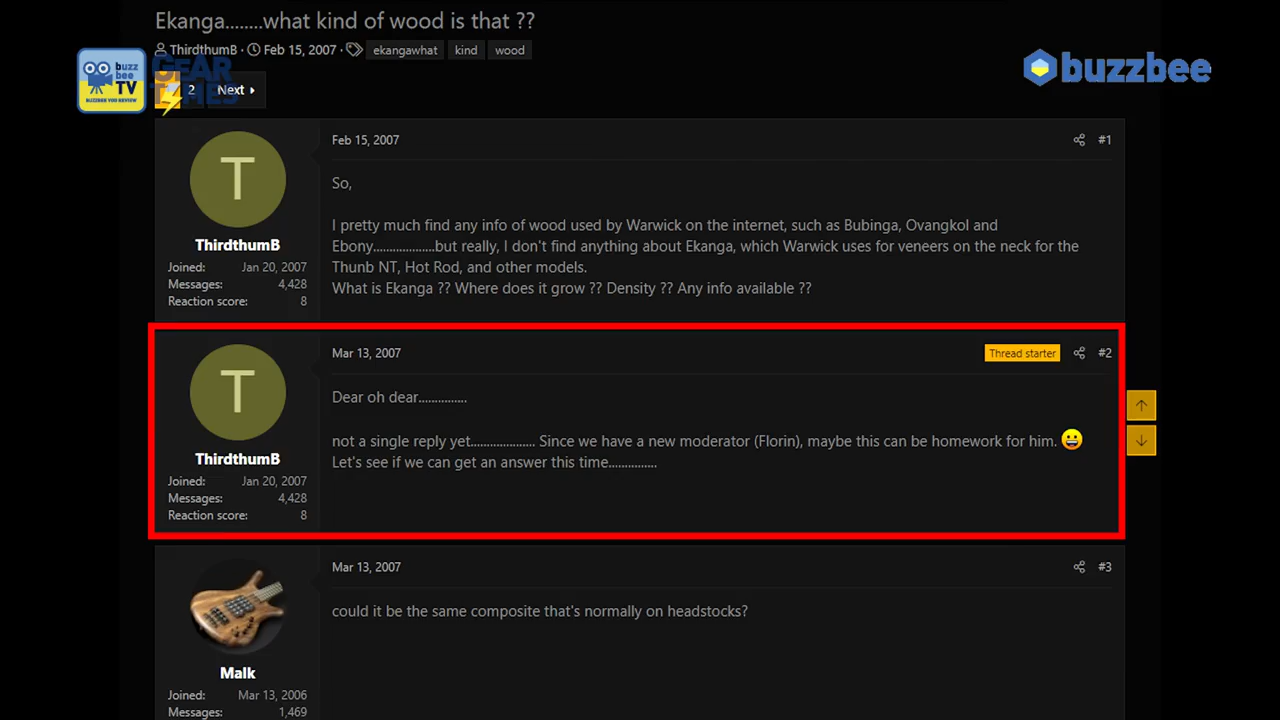 Ekanga........what kind of wood is that ??
ThirdthumB · Feb 15, 2007 · ekangawhat kind wood
buzz bee TV
BUZZBEE YOU REVIEW
GEAR TIMES
buzzbee
2 Next
Feb 15, 2007 #1
T
So,
I pretty much find any info of wood used by Warwick on the internet, such as Bubinga, Ovangkol and
Ebony...................but really, I don't find anything about Ekanga, which Warwick uses for veneers on the neck for the
Thunb NT, Hot Rod, and other models.
What is Ekanga ?? Where does it grow ?? Density ?? Any info available ??
ThirdthumB
Joined: Jan 20, 2007
Messages: 4,428
Reaction score: 8
Mar 13, 2007 Thread starter #2
T
Dear oh dear..............
not a single reply yet.................... Since we have a new moderator (Florin), maybe this can be homework for him. 😀
Let's see if we can get an answer this time...............
ThirdthumB
Joined: Jan 20, 2007
Messages: 4,428
Reaction score: 8
Mar 13, 2007 #3
could it be the same composite that's normally on headstocks?
Malk
Joined: Mar 13, 2006
Messages: 1,469